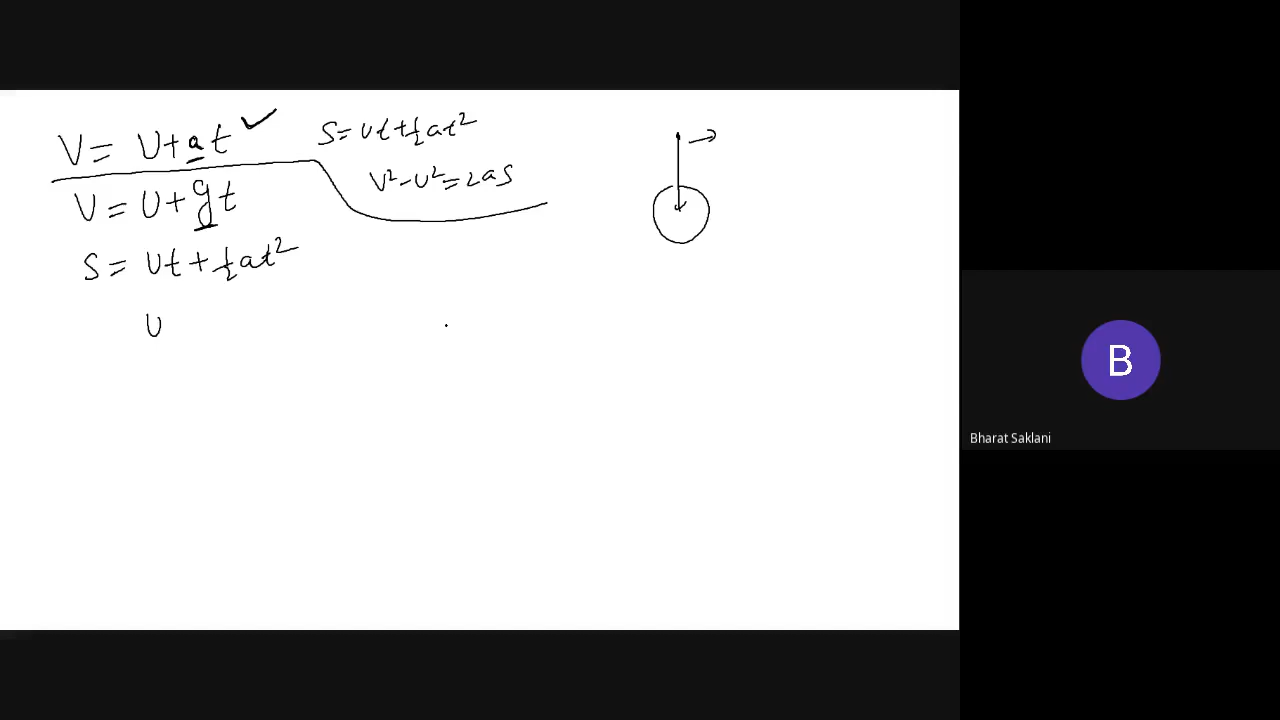 V = U + at ✓
S = Ut + ½at²
V² - U² = 2as
V = U + gt
S = Ut + ½at²
U
B
Bharat Saklani